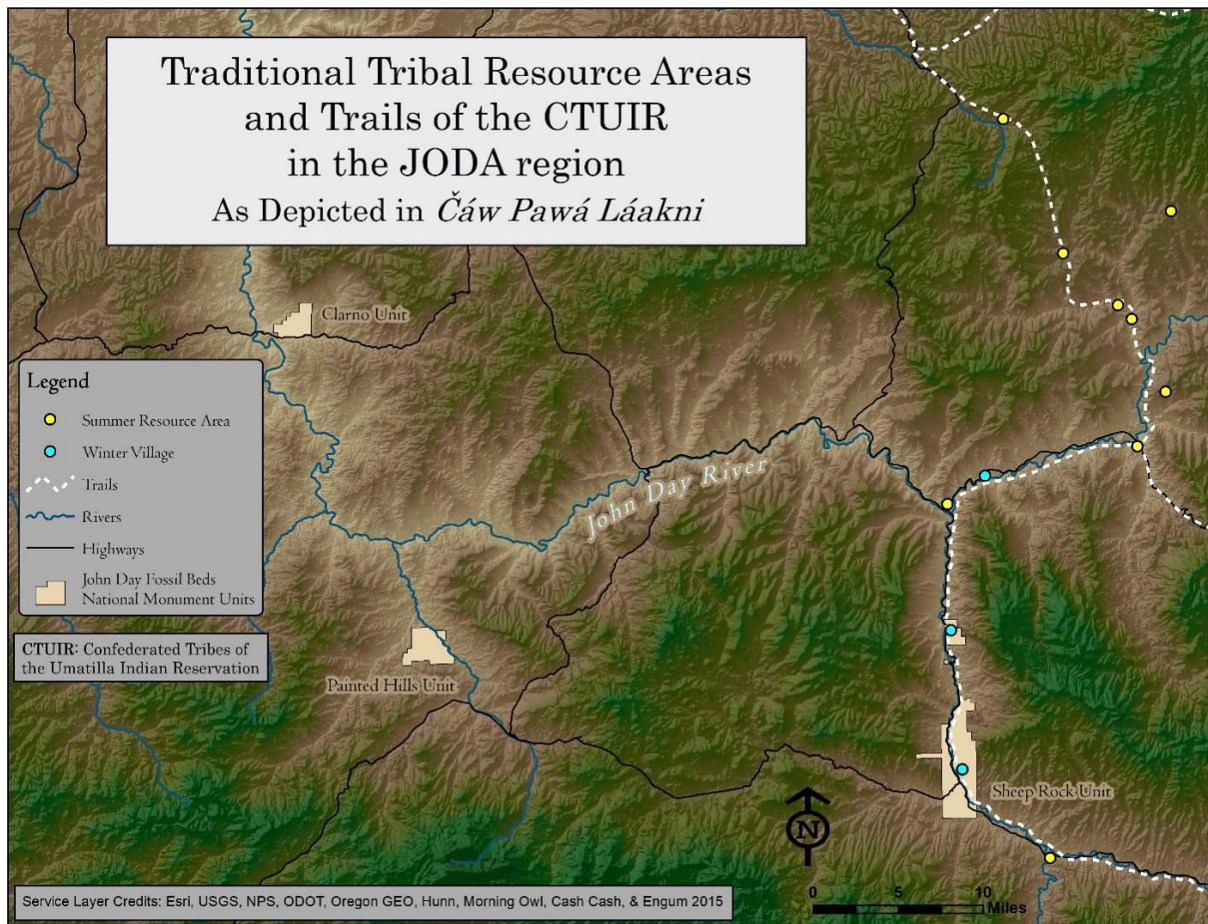 Traditional Tribal Resource Areas
and Trails of the CTUIR
in the JODA region
As Depicted in Čáw Pawá Láakni
Clarno Unit
Legend
Summer Resource Area
Winter Village
Trails
Rivers
Highways
John Day Fossil Beds
National Monument Units
CTUIR: Confederated Tribes of
the Umatilla Indian Reservation
John Day River
Painted Hills Unit
Sheep Rock Unit
N
0 5 10
Miles
Service Layer Credits: Esri, USGS, NPS, ODOT, Oregon GEO, Hunn, Morning Owl, Cash Cash, & Engum 2015